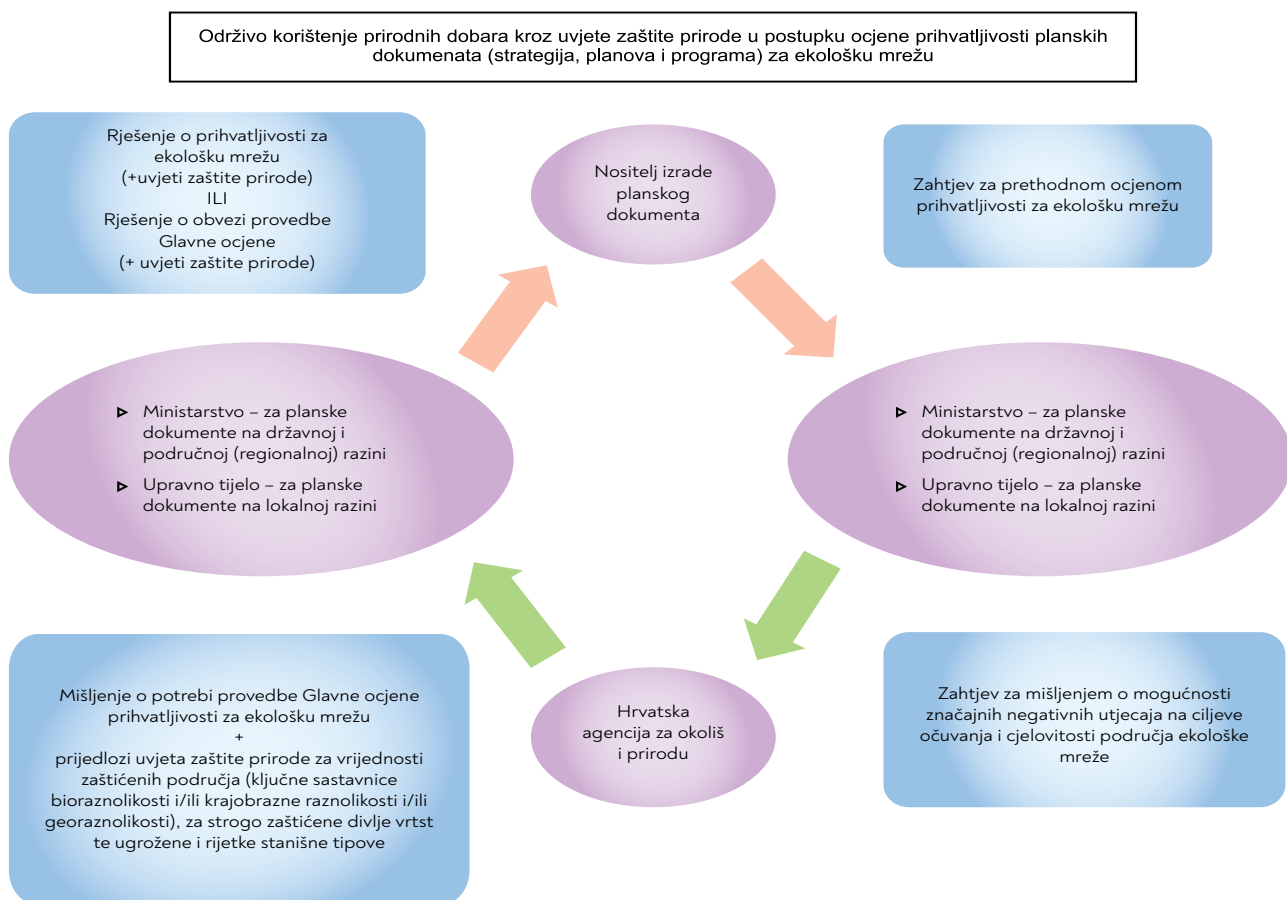 Održivo korištenje prirodnih dobara kroz uvjete zaštite prirode u postupku ocjene prihvatljivosti planskih
dokumenata (strategija, planova i programa) za ekološku mrežu
Rješenje o prihvatljivosti za
ekološku mrežu
(+uvjeti zaštite prirode)
ILI
Rješenje o obvezi provedbe
Glavne ocjene
(+ uvjeti zaštite prirode)
Nositelj izrade
planskog
dokumenta
Zahtjev za prethodnom ocjenom
prihvatljivosti za ekološku mrežu
Ministarstvo – za planske
dokumente na državnoj i
područnoj (regionalnoj) razini
Upravno tijelo – za planske
dokumente na lokalnoj razini
Ministarstvo – za planske
dokumente na državnoj i
područnoj (regionalnoj) razini
Upravno tijelo – za planske
dokumente na lokalnoj razini
Mišljenje o potrebi provedbe Glavne ocjene
prihvatljivosti za ekološku mrežu
+
prijedlozi uvjeta zaštite prirode za vrijednosti
zaštićenih područja (ključne sastavnice
bioraznolikosti i/ili krajobrazne raznolikosti i/ili
georaznolikosti), za strogo zaštićene divlje vrtst
te ugrožene i rijetke stanišne tipove
Hrvatska
agencija za okoliš
i prirodu
Zahtjev za mišljenjem o mogućnosti
značajnih negativnih utjecaja na ciljeve
očuvanja i cjelovitosti područja ekološke
mreže